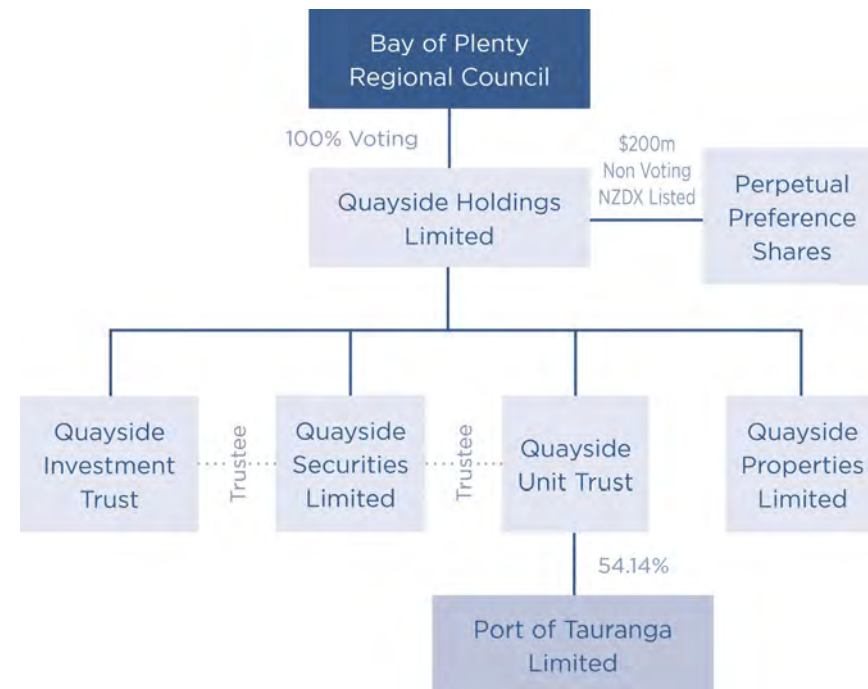 Bay of Plenty
Regional Council
100% Voting
$200m
Non Voting
NZDX Listed
Quayside Holdings
Limited
Perpetual
Preference
Shares
Quayside
Investment
Trust
Trustee
Quayside
Securities
Limited
Trustee
Quayside
Unit Trust
Quayside
Properties
Limited
54.14%
Port of Tauranga
Limited